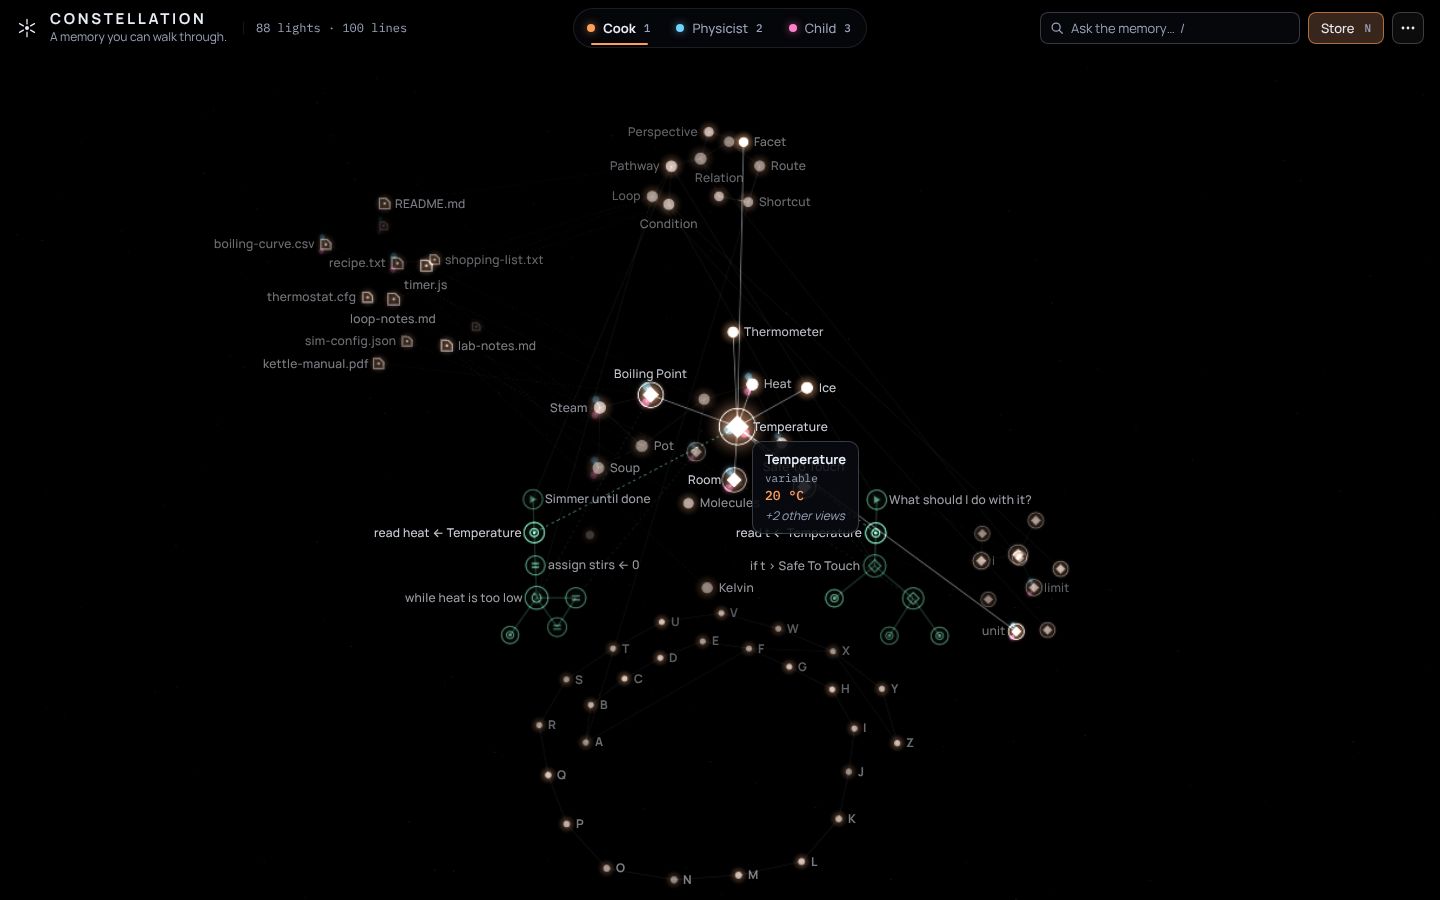 CONSTELLATION
A memory you can walk through.
88 lights · 100 lines
Cook 1
Physicist 2
Child 3
Ask the memory... /
Store N
Perspective
Facet
Pathway
Route
Relation
Loop
Shortcut
Condition
README.md
boiling-curve.csv
recipe.txt
shopping-list.txt
timer.js
thermostat.cfg
loop-notes.md
sim-config.json
lab-notes.md
kettle-manual.pdf
Thermometer
Boiling Point
Heat
Ice
Steam
Temperature
Pot
Temperature
variable
20 °C
+2 other views
Safe To Touch
Soup
Room
Molecule
Simmer until done
What should I do with it?
read heat ← Temperature
read t ← Temperature
assign stirs ← 0
if t > Safe To Touch
i
limit
while heat is too low
Kelvin
unit
V
U
W
T
E
F
X
D
G
S
C
H
Y
B
R
I
A
Z
Q
J
P
K
O
L
N
M